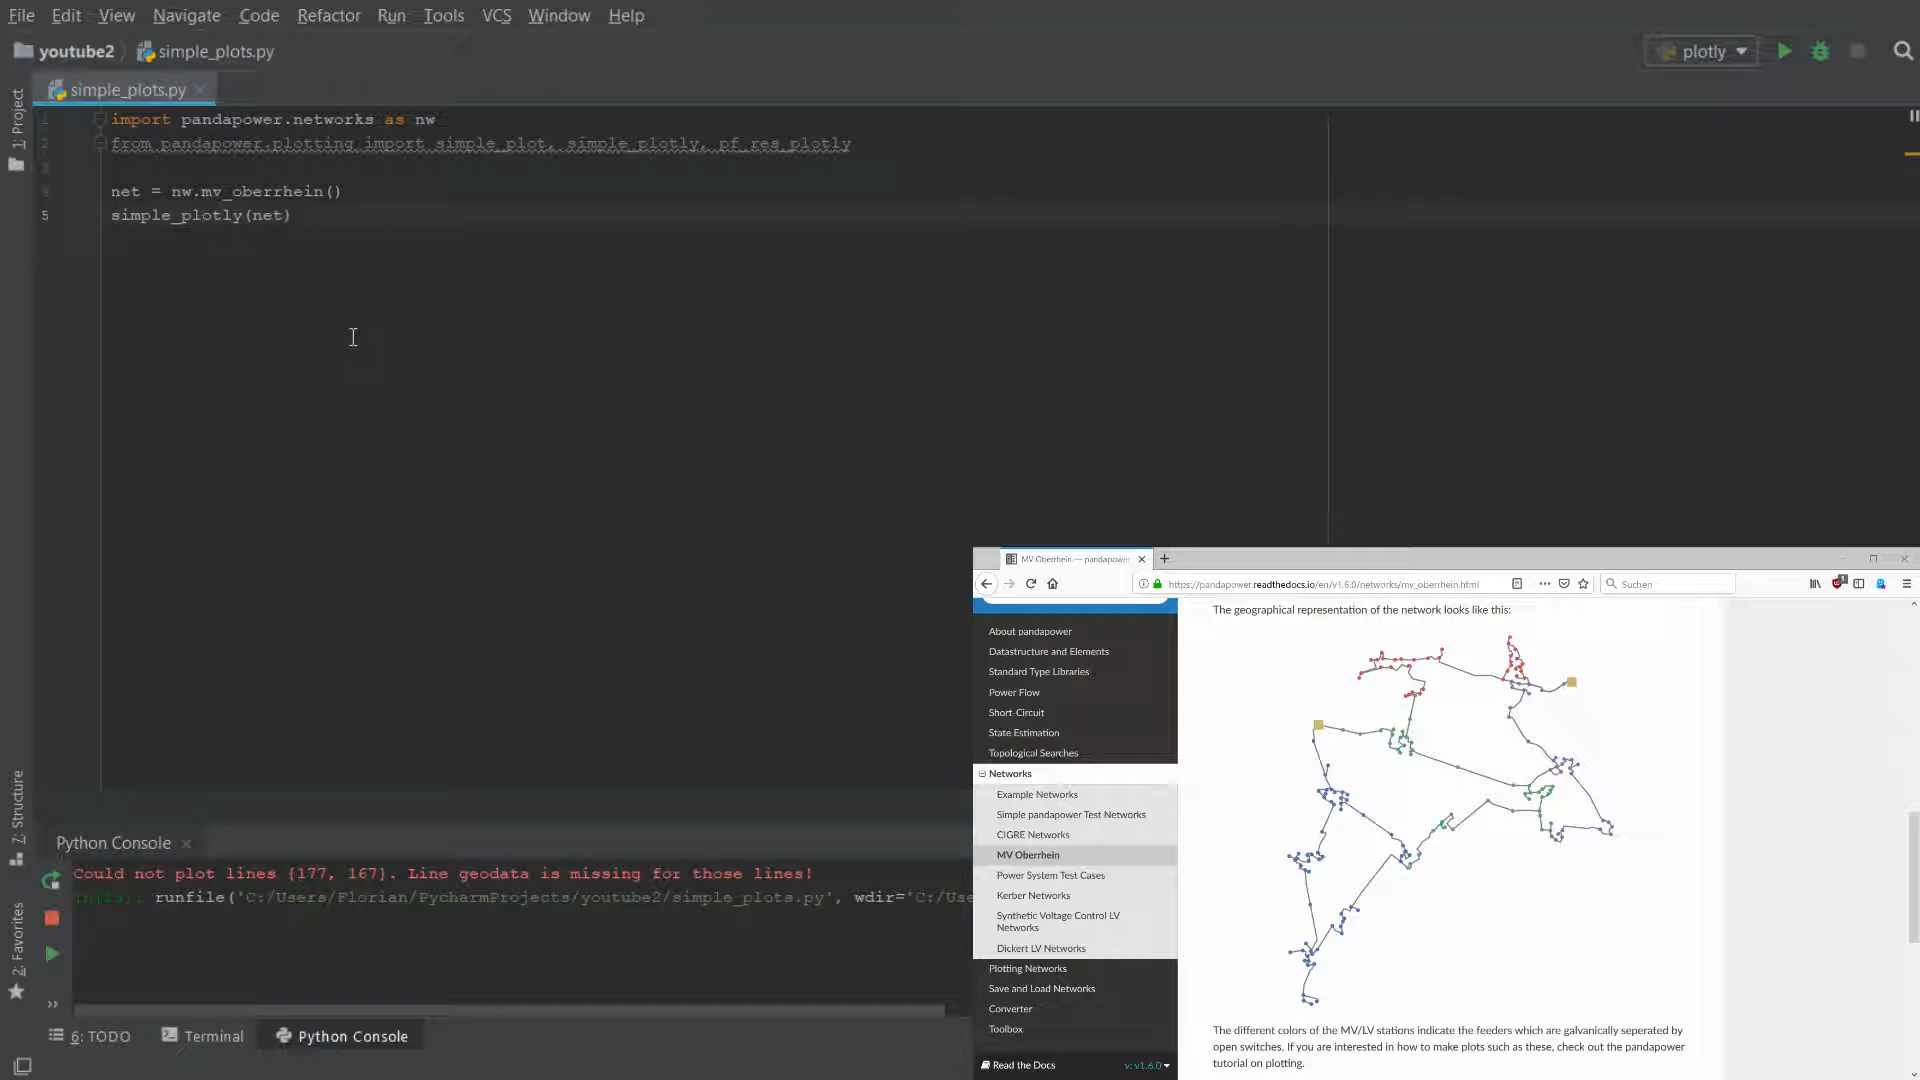 File Edit View Navigate Code Refactor Run Tools VCS Window Help
youtube2 simple_plots.py
plotly
simple_plots.py
1: Project
1 import pandapower.networks as nw
2 from pandapower.plotting import simple_plot, simple_plotly, pf_res_plotly
3
4 net = nw.mv_oberrhein()
5 simple_plotly(net)
7: Structure
2: Favorites
Python Console
Could not plot lines {177, 167}. Line geodata is missing for those lines!
runfile('C:/Users/Florian/PycharmProjects/youtube2/simple_plots.py', wdir='C:/Use
6: TODO Terminal Python Console
MV Oberrhein — pandapower
https://pandapower.readthedocs.io/en/v1.6.0/networks/mv_oberrhein.html
Suchen
About pandapower
Datastructure and Elements
Standard Type Libraries
Power Flow
Short-Circuit
State Estimation
Topological Searches
Networks
Example Networks
Simple pandapower Test Networks
CIGRE Networks
MV Oberrhein
Power System Test Cases
Kerber Networks
Synthetic Voltage Control LV
Networks
Dickert LV Networks
Plotting Networks
Save and Load Networks
Converter
Toolbox
Read the Docs v: v1.6.0
The geographical representation of the network looks like this:
The different colors of the MV/LV stations indicate the feeders which are galvanically seperated by
open switches. If you are interested in how to make plots such as these, check out the pandapower
tutorial on plotting.